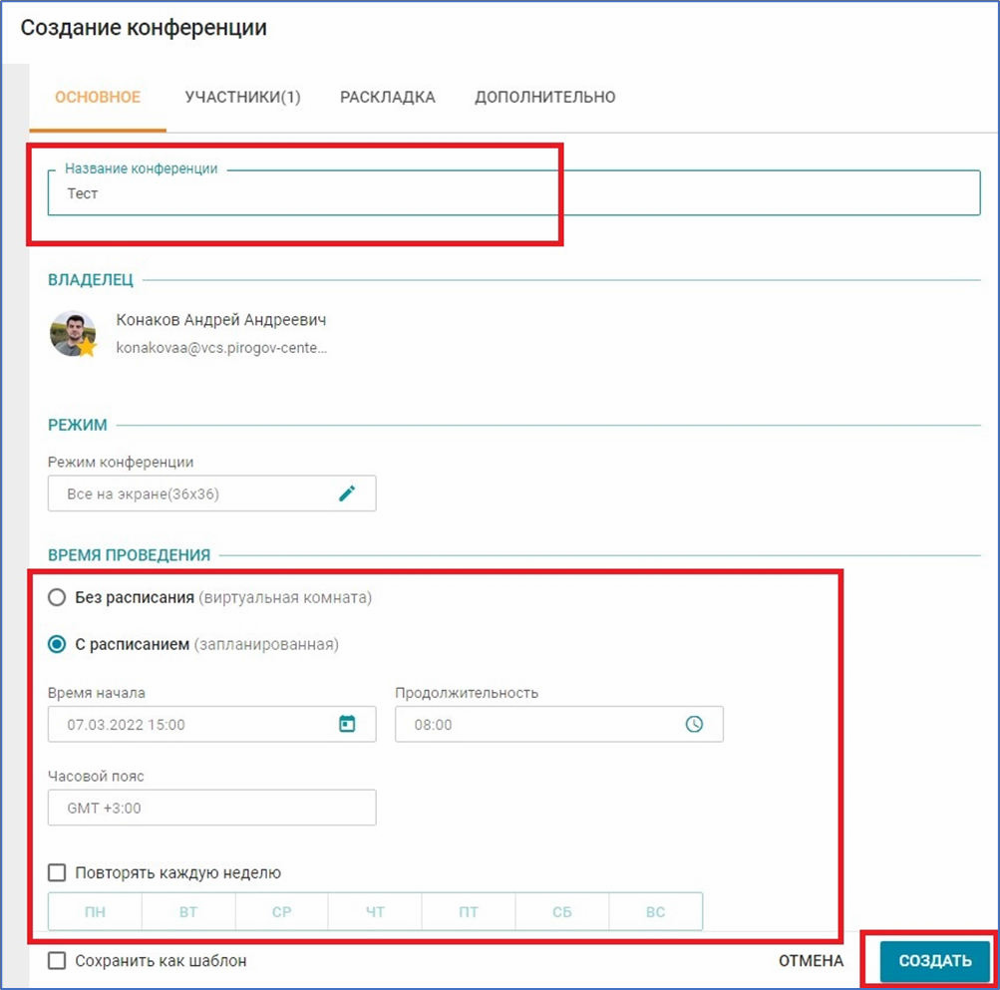 Создание конференции
ОСНОВНОЕ УЧАСТНИКИ(1) РАСКЛАДКА ДОПОЛНИТЕЛЬНО
Название конференции
Тест
ВЛАДЕЛЕЦ
Конаков Андрей Андреевич
konakovaa@vcs.pirogov-cente...
РЕЖИМ
Режим конференции
Все на экране(36x36)
ВРЕМЯ ПРОВЕДЕНИЯ
Без расписания (виртуальная комната)
С расписанием (запланированная)
Время начала Продолжительность
07.03.2022 15:00 08:00
Часовой пояс
GMT +3:00
Повторять каждую неделю
ПН ВТ СР ЧТ ПТ СБ ВС
Сохранить как шаблон ОТМЕНА СОЗДАТЬ